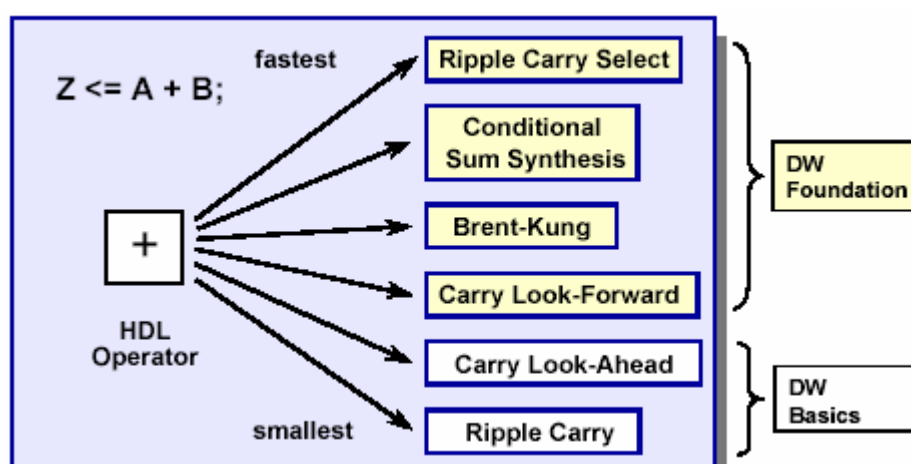 fastest
Z <= A + B;
Ripple Carry Select
Conditional
Sum Synthesis
DW
Foundation
+
Brent-Kung
Carry Look-Forward
HDL
Operator
Carry Look-Ahead
DW
Basics
smallest
Ripple Carry